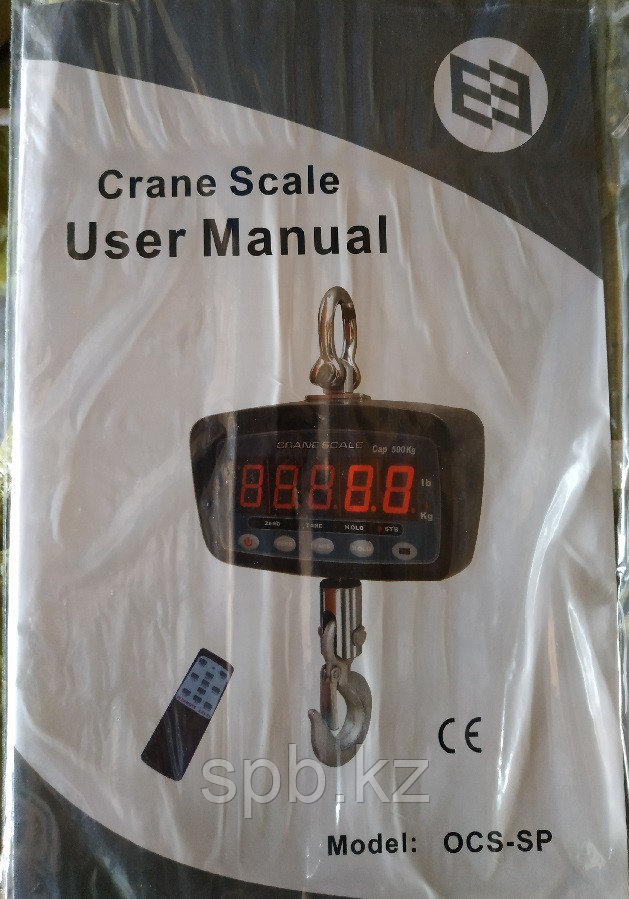 Crane Scale
User Manual
CRANE SCALE
Cap 500Kg
88888
lb
Kg
ZERO TARE HOLD STB
CE
spb.kz
Model: OCS-SP